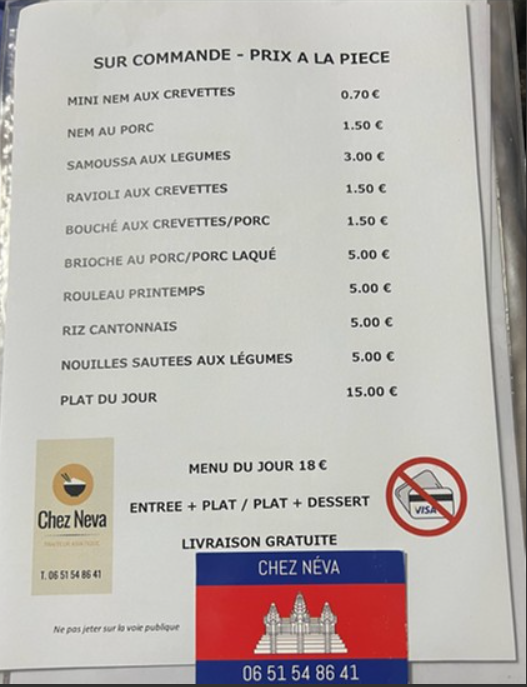 SUR COMMANDE - PRIX A LA PIECE
MINI NEM AUX CREVETTES 0.70 €
NEM AU PORC 1.50 €
SAMOUSSA AUX LEGUMES 3.00 €
RAVIOLI AUX CREVETTES 1.50 €
BOUCHÉ AUX CREVETTES/PORC 1.50 €
BRIOCHE AU PORC/PORC LAQUÉ 5.00 €
ROULEAU PRINTEMPS 5.00 €
RIZ CANTONNAIS 5.00 €
NOUILLES SAUTEES AUX LÉGUMES 5.00 €
PLAT DU JOUR 15.00 €
MENU DU JOUR 18 €
ENTREE + PLAT / PLAT + DESSERT
LIVRAISON GRATUITE
VISA
Chez Neva
TRAITEUR ASIATIQUE
T. 06 51 54 86 41
CHEZ NÉVA
06 51 54 86 41
Ne pas jeter sur la voie publique